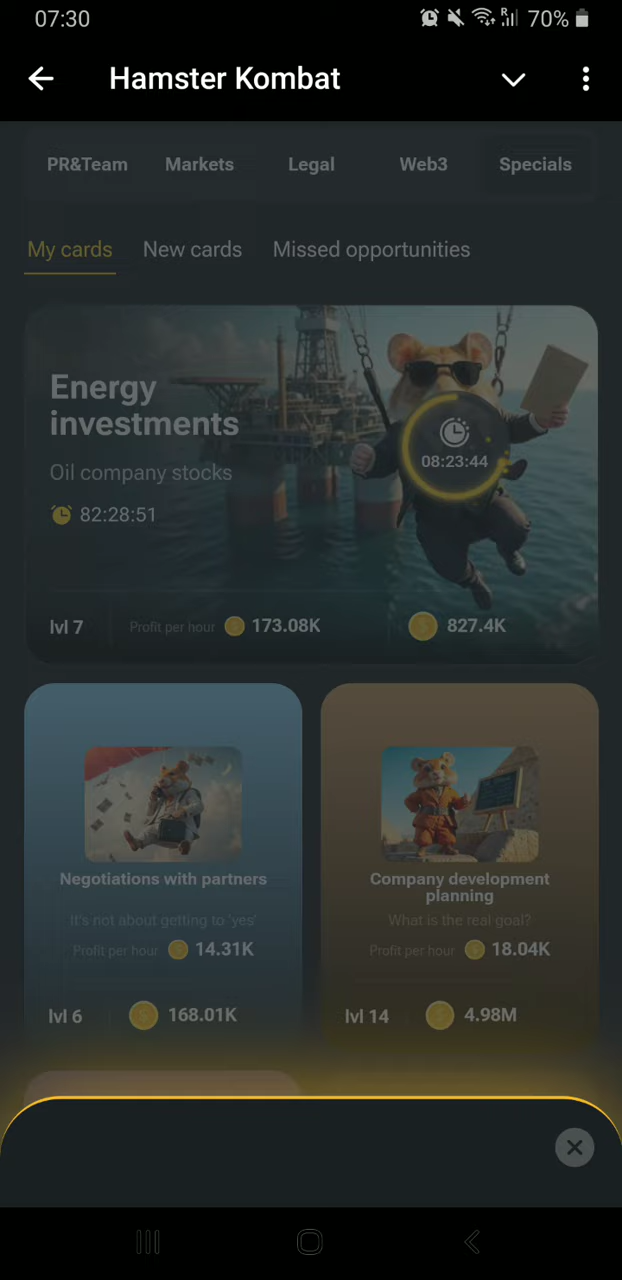 07:30
R
70%
Hamster Kombat
PR&Team Markets Legal Web3 Specials
My cards New cards Missed opportunities
Energy
investments
Oil company stocks
08:23:44
82:28:51
lvl 7 Profit per hour 173.08K 827.4K
Negotiations with partners
It's not about getting to 'yes'
Profit per hour 14.31K
lvl 6 168.01K
Company development
planning
What is the real goal?
Profit per hour 18.04K
lvl 14 4.98M